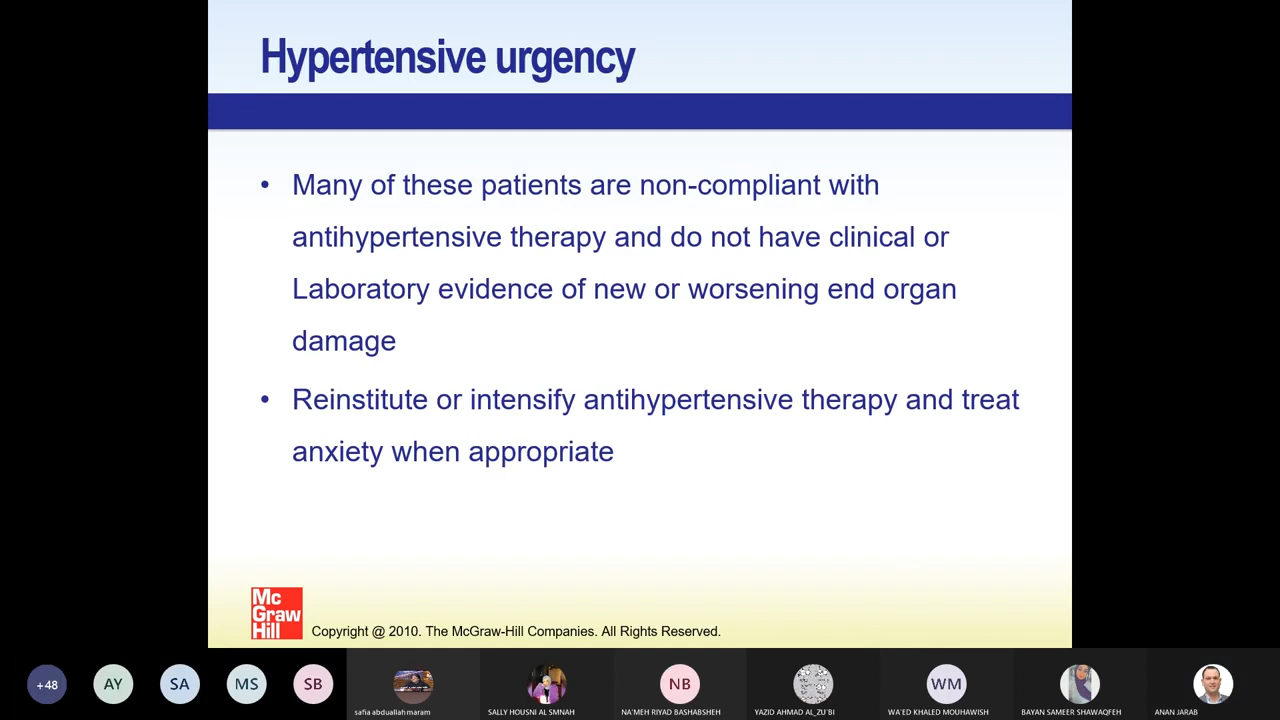 Hypertensive urgency
• Many of these patients are non-compliant with
antihypertensive therapy and do not have clinical or
Laboratory evidence of new or worsening end organ
damage
• Reinstitute or intensify antihypertensive therapy and treat
anxiety when appropriate
Mc
Graw
Hill
Copyright @ 2010. The McGraw-Hill Companies. All Rights Reserved.
+48
AY
SA
MS
SB
NB
WM
safia abduallah maram
SALLY HOUSNI AL SMNAH
NA'MEH RIYAD BASHABSHEH
YAZID AHMAD AL_ZU'BI
WA'ED KHALED MOUHAWISH
BAYAN SAMEER SHAWAQFEH
ANAN JARAB